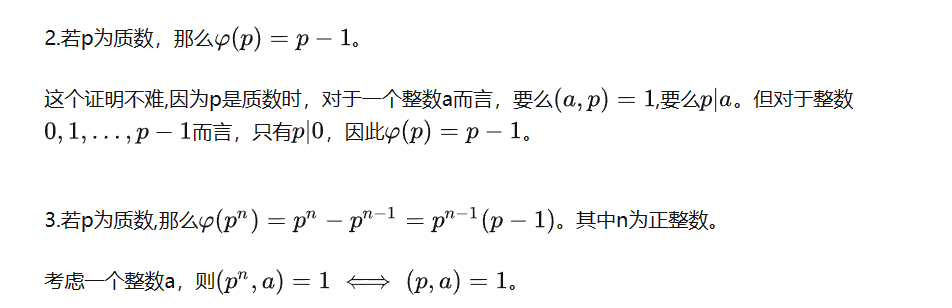 2.若p为质数，那么φ(p) = p − 1。
这个证明不难,因为p是质数时，对于一个整数a而言，要么(a, p) = 1,要么p|a。但对于整数
0, 1, . . . , p − 1而言，只有p|0，因此φ(p) = p − 1。
3.若p为质数,那么φ(pⁿ) = pⁿ − pⁿ⁻¹ = pⁿ⁻¹(p − 1)。其中n为正整数。
考虑一个整数a，则(pⁿ, a) = 1 ⟺ (p, a) = 1。